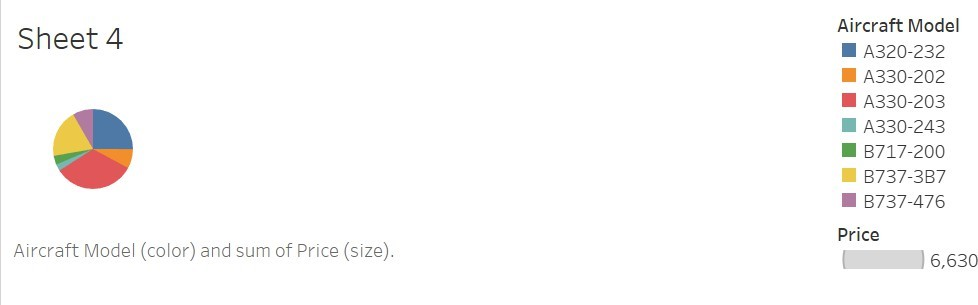 Sheet 4
Aircraft Model (color) and sum of Price (size).
Aircraft Model
A320-232
A330-202
A330-203
A330-243
B717-200
B737-3B7
B737-476
Price
6,630